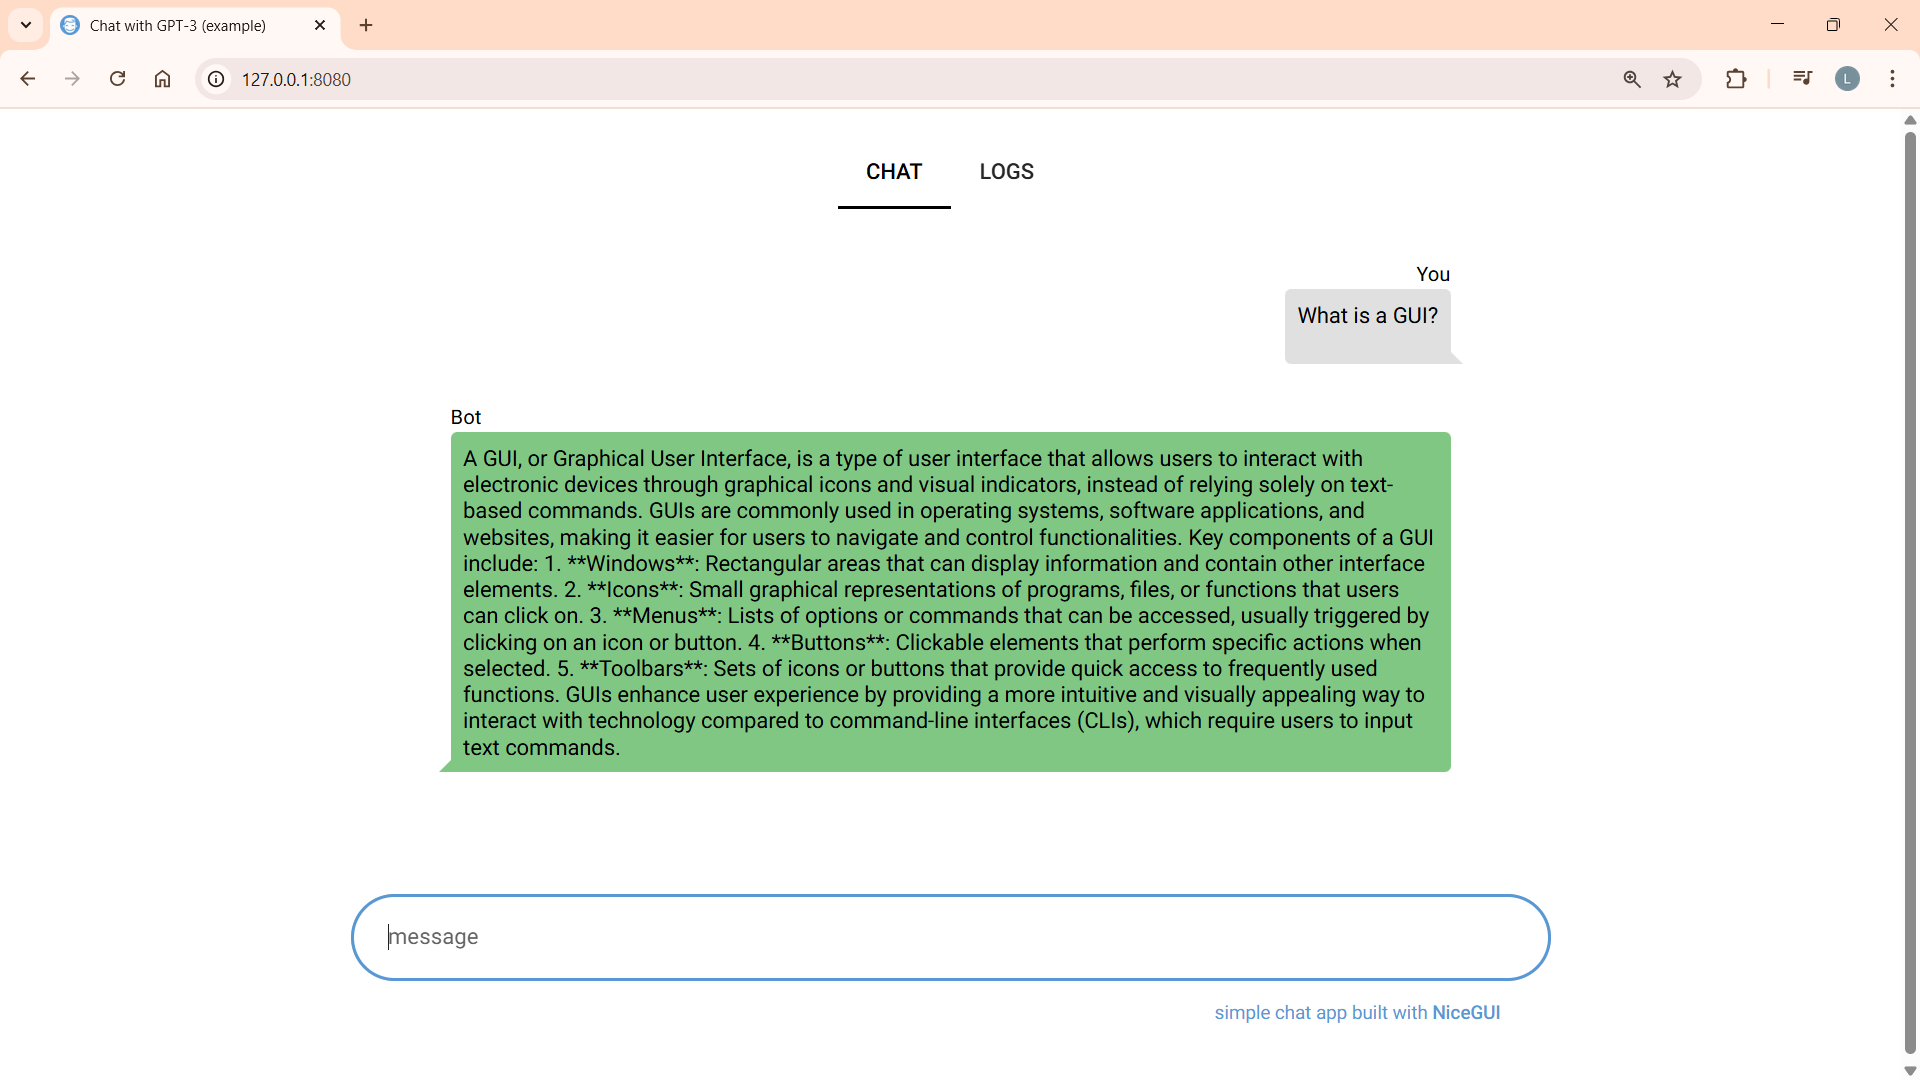 Chat with GPT-3 (example)
127.0.0.1:8080
L
CHAT
LOGS
You
What is a GUI?
Bot
A GUI, or Graphical User Interface, is a type of user interface that allows users to interact with
electronic devices through graphical icons and visual indicators, instead of relying solely on text-
based commands. GUIs are commonly used in operating systems, software applications, and
websites, making it easier for users to navigate and control functionalities. Key components of a GUI
include: 1. **Windows**: Rectangular areas that can display information and contain other interface
elements. 2. **Icons**: Small graphical representations of programs, files, or functions that users
can click on. 3. **Menus**: Lists of options or commands that can be accessed, usually triggered by
clicking on an icon or button. 4. **Buttons**: Clickable elements that perform specific actions when
selected. 5. **Toolbars**: Sets of icons or buttons that provide quick access to frequently used
functions. GUIs enhance user experience by providing a more intuitive and visually appealing way to
interact with technology compared to command-line interfaces (CLIs), which require users to input
text commands.
message
simple chat app built with NiceGUI